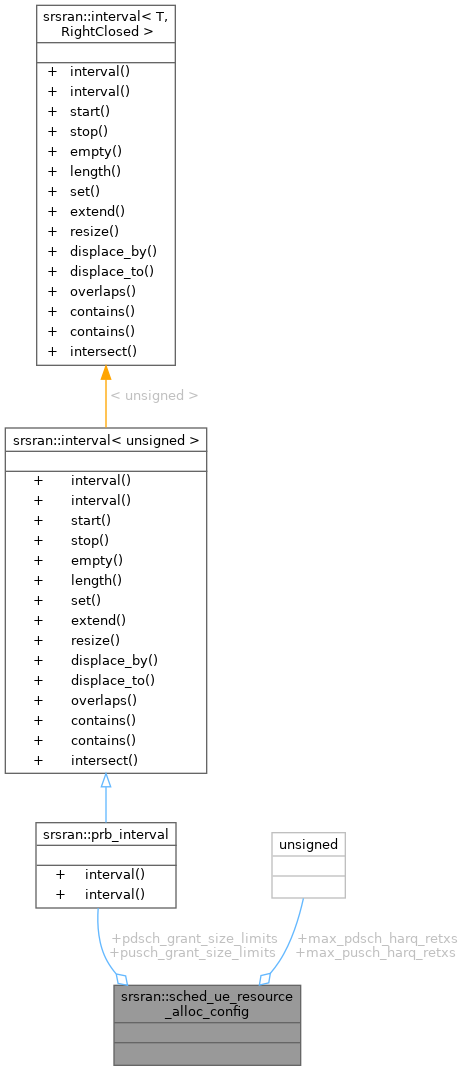 srsran::interval< T,
RightClosed >
+ interval()
+ interval()
+ start()
+ stop()
+ empty()
+ length()
+ set()
+ extend()
+ resize()
+ displace_by()
+ displace_to()
+ overlaps()
+ contains()
+ contains()
+ intersect()
< unsigned >
srsran::interval< unsigned >
+ interval()
+ interval()
+ start()
+ stop()
+ empty()
+ length()
+ set()
+ extend()
+ resize()
+ displace_by()
+ displace_to()
+ overlaps()
+ contains()
+ contains()
+ intersect()
srsran::prb_interval
+ interval()
+ interval()
unsigned
+pdsch_grant_size_limits
+pusch_grant_size_limits
+max_pdsch_harq_retxs
+max_pusch_harq_retxs
srsran::sched_ue_resource
_alloc_config